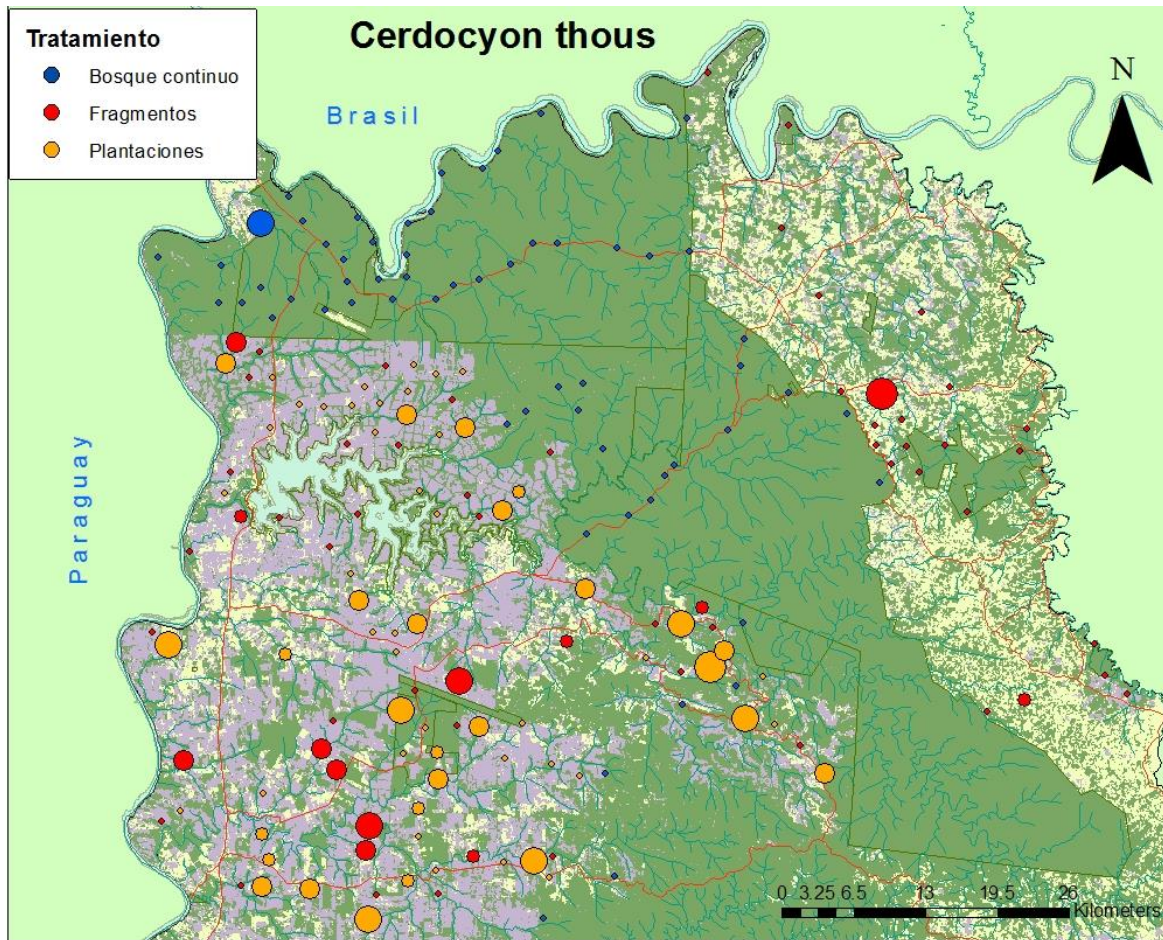 Cerdocyon thous
Tratamiento
Bosque continuo
Fragmentos
Plantaciones
Brasil
N
Paraguay
0 3.25 6.5 13 19.5 26
Kilometers